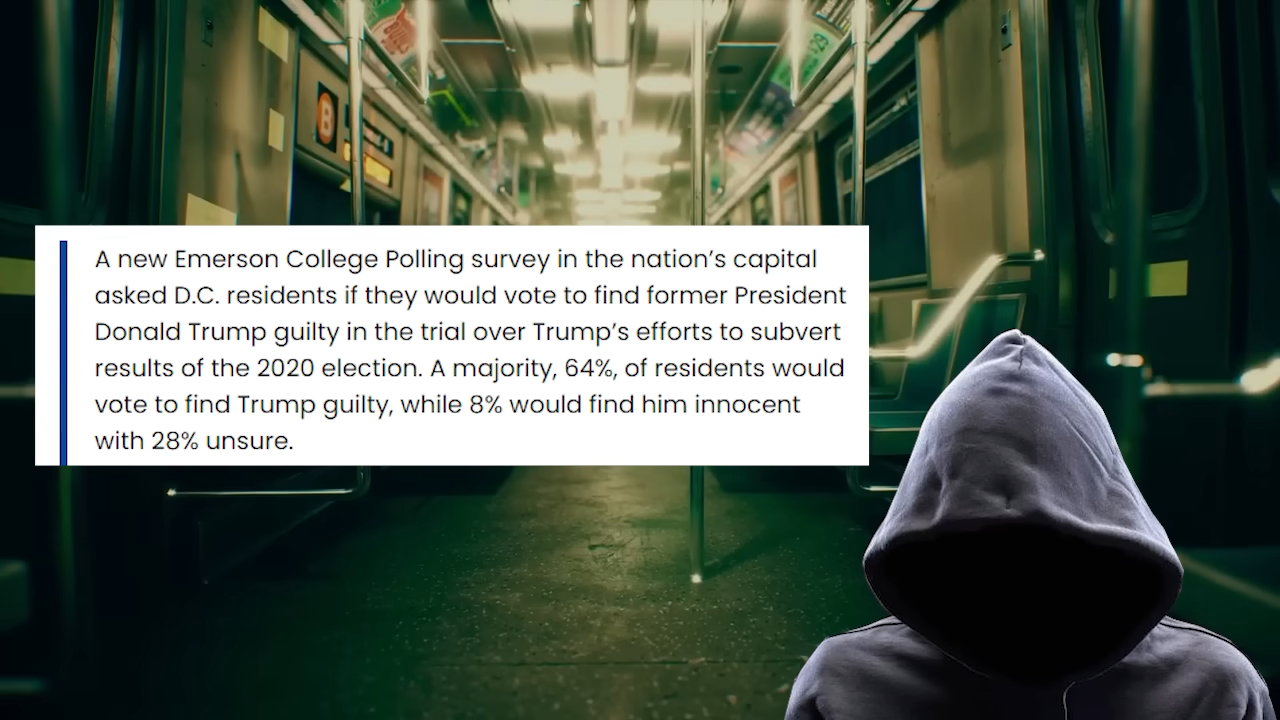 B
A new Emerson College Polling survey in the nation’s capital
asked D.C. residents if they would vote to find former President
Donald Trump guilty in the trial over Trump’s efforts to subvert
results of the 2020 election. A majority, 64%, of residents would
vote to find Trump guilty, while 8% would find him innocent
with 28% unsure.